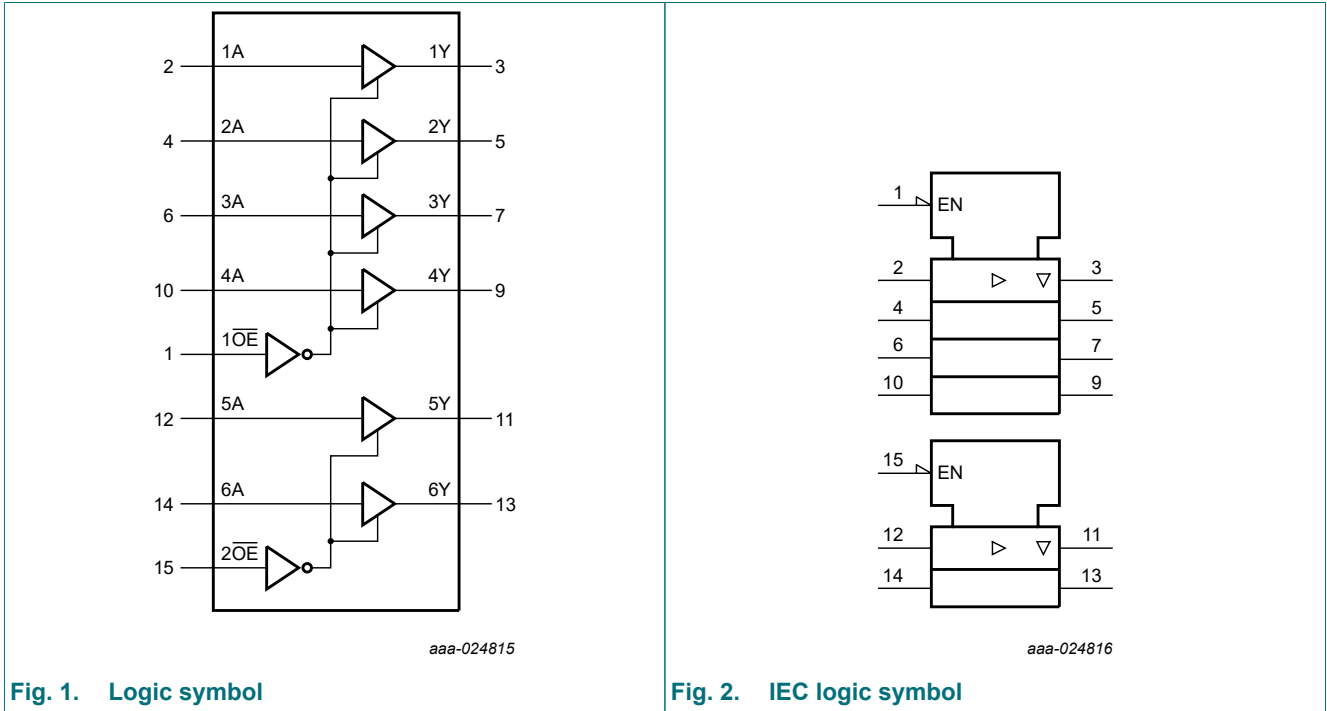 1A 1Y
2 3
2A 2Y
4 5
3A 3Y
6 7
4A 4Y
10 9
1OE
1
5A 5Y
12 11
6A 6Y
14 13
2OE
15
aaa-024815
Fig. 1. Logic symbol
1 EN
2 3
4 5
6 7
10 9
15 EN
12 11
14 13
aaa-024816
Fig. 2. IEC logic symbol